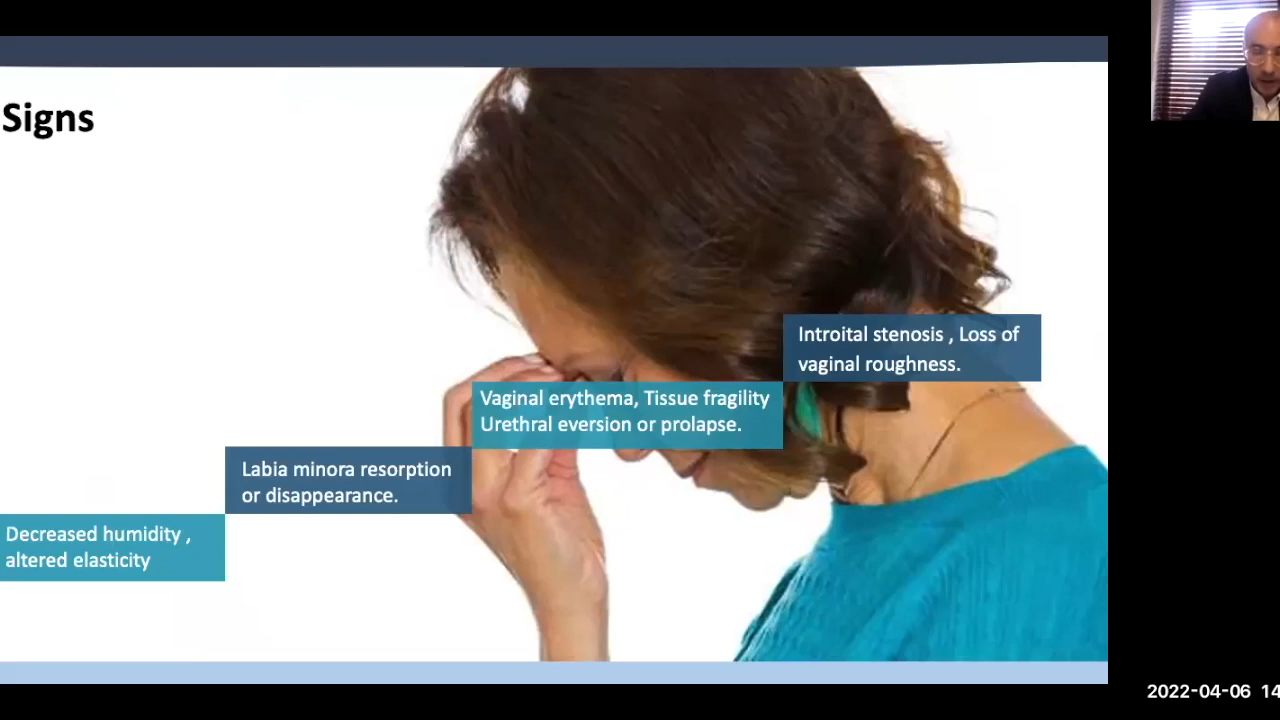 Signs
Introital stenosis , Loss of
vaginal roughness.
Vaginal erythema, Tissue fragility
Urethral eversion or prolapse.
Labia minora resorption
or disappearance.
Decreased humidity ,
altered elasticity
2022-04-06 14